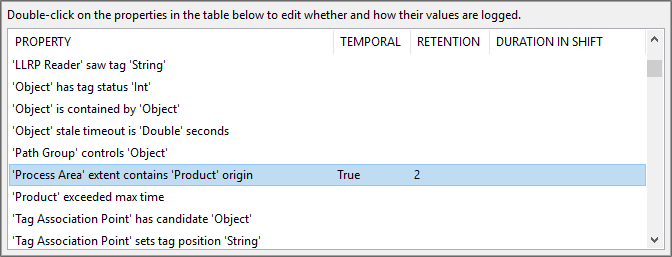 Double-click on the properties in the table below to edit whether and how their values are logged.
PROPERTY TEMPORAL RETENTION DURATION IN SHIFT
'LLRP Reader' saw tag 'String'
'Object' has tag status 'Int'
'Object' is contained by 'Object'
'Object' stale timeout is 'Double' seconds
'Path Group' controls 'Object'
'Process Area' extent contains 'Product' origin True 2
'Product' exceeded max time
'Tag Association Point' has candidate 'Object'
'Tag Association Point' sets tag position 'String'